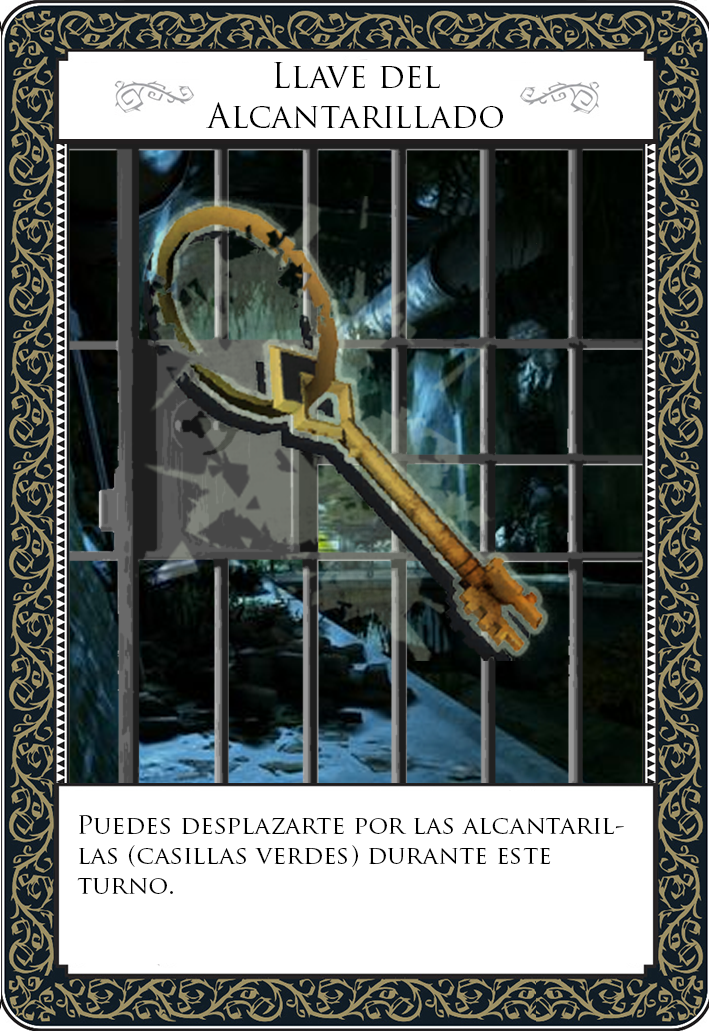 Llave del
Alcantarillado
Puedes desplazarte por las alcantaril-
las (casillas verdes) durante este
turno.